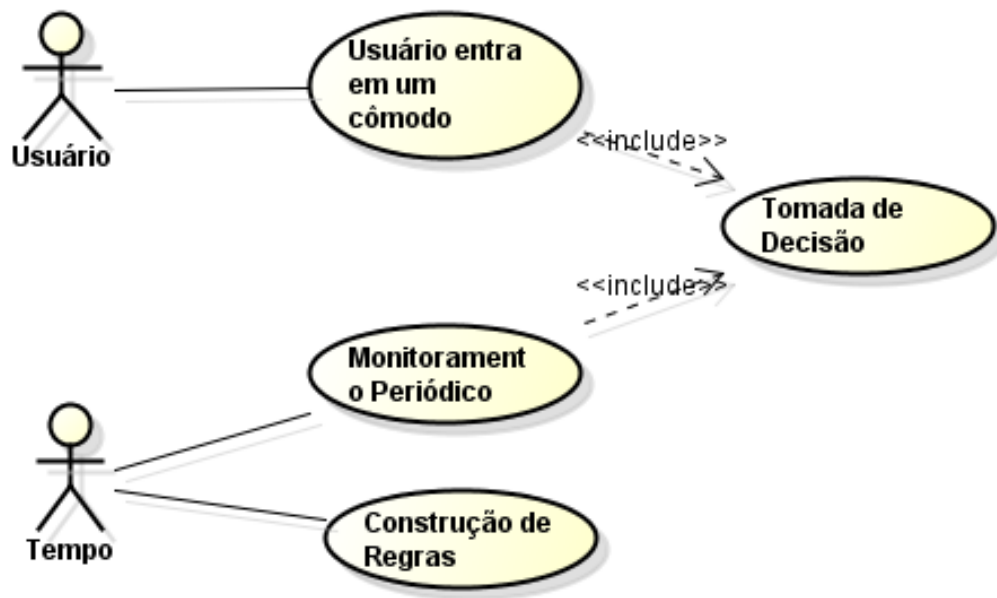 Usuário entra
em um
cômodo
Usuário
<<include>>
Tomada de
Decisão
<<include>>
Monitorament
o Periódico
Construção de
Regras
Tempo